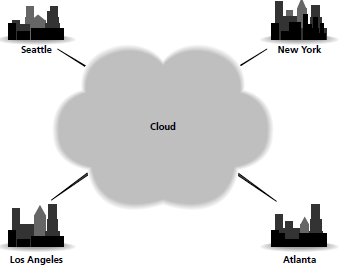 Seattle
New York
Cloud
Los Angeles
Atlanta